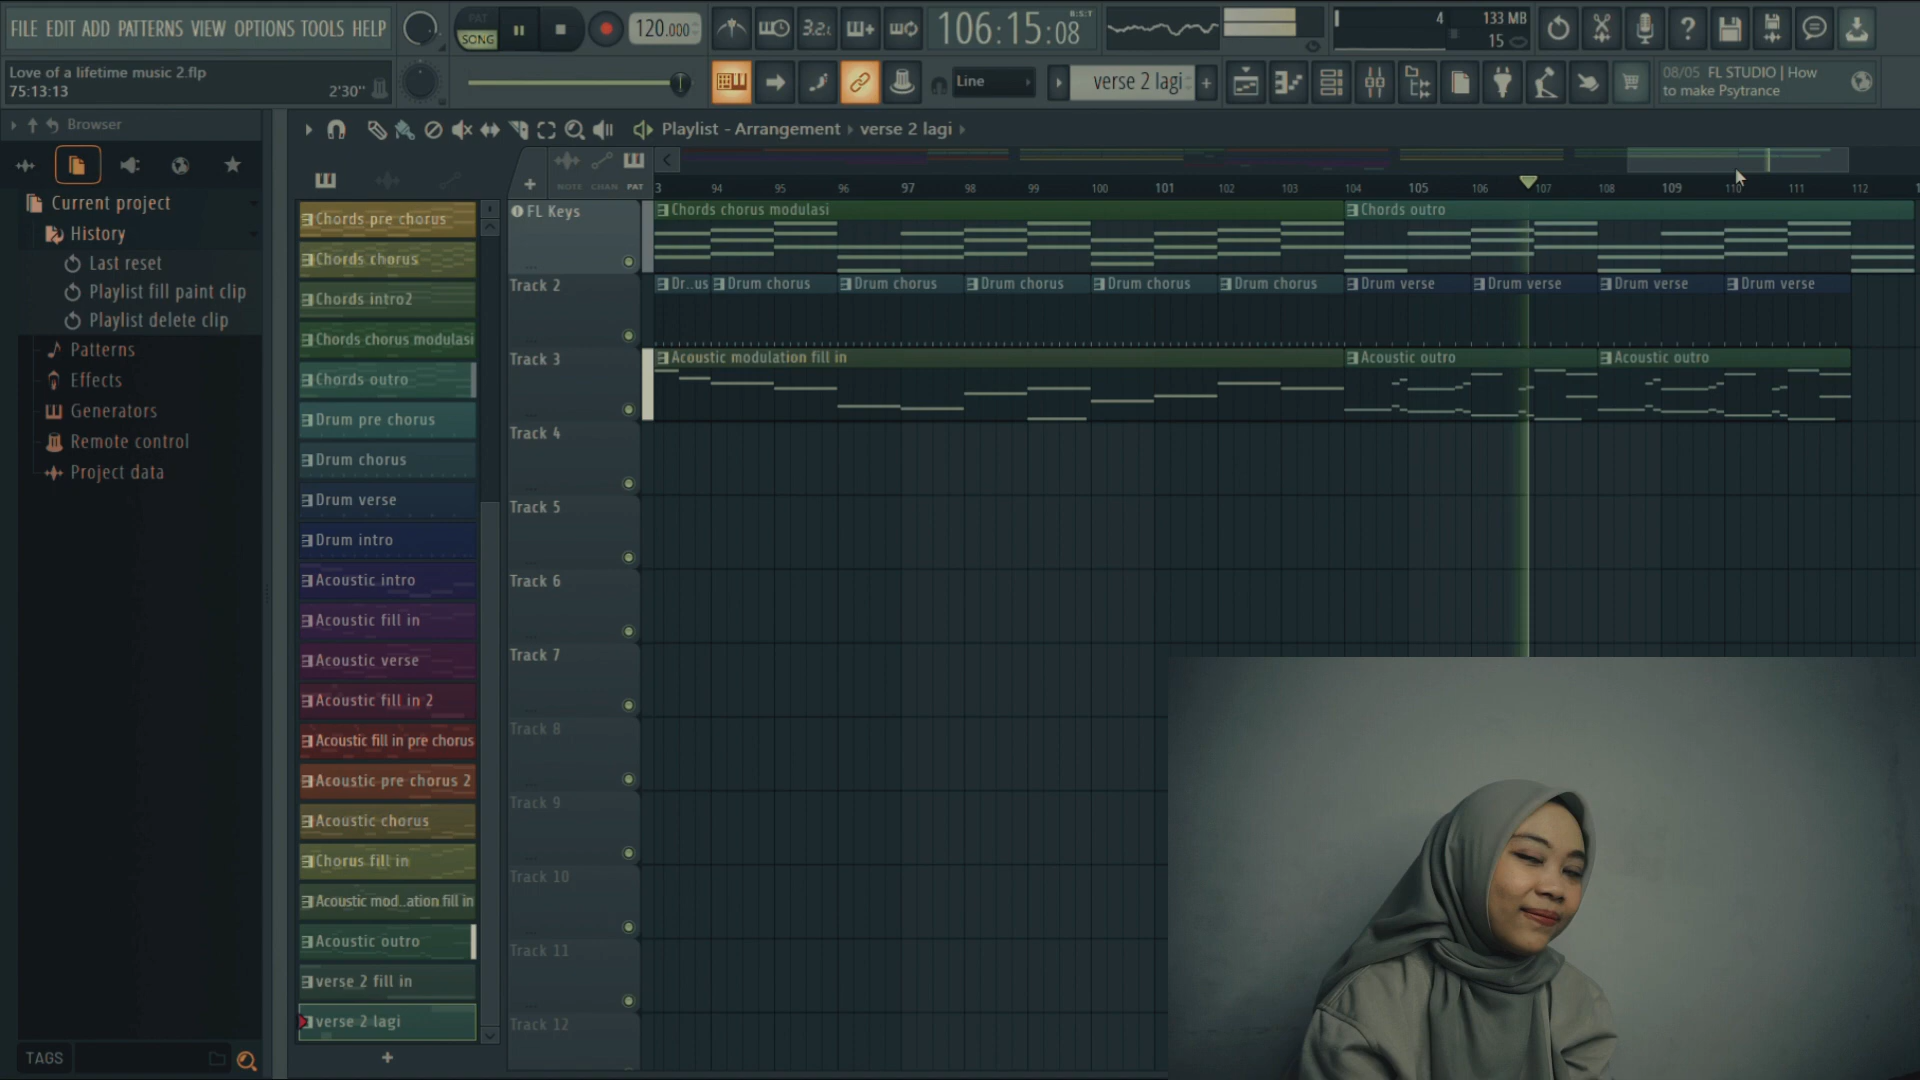 FILE EDIT ADD PATTERNS VIEW OPTIONS TOOLS HELP
PAT
SONG
120.000
3.2.
106:15:08
B:S:T
4
133 MB
15
Love of a lifetime music 2.flp
75:13:13
2'30"
Line
verse 2 lagi
08/05 FL STUDIO | How
to make Psytrance
Browser
Playlist - Arrangement
verse 2 lagi
Current project
History
Last reset
Playlist fill paint clip
Playlist delete clip
Patterns
Effects
Generators
Remote control
Project data
TAGS
Chords pre chorus
Chords chorus
Chords intro2
Chords chorus modulasi
Chords outro
Drum pre chorus
Drum chorus
Drum verse
Drum intro
Acoustic intro
Acoustic fill in
Acoustic verse
Acoustic fill in 2
Acoustic fill in pre chorus
Acoustic pre chorus 2
Acoustic chorus
Chorus fill in
Acoustic mod..ation fill in
Acoustic outro
verse 2 fill in
verse 2 lagi
NOTE CHAN PAT
3 94 95 96 97 98 99 100 101 102 103 104 105 106 107 108 109 110 111 112
FL Keys
Chords chorus modulasi
Chords outro
Track 2
Dr..us
Drum chorus
Drum chorus
Drum chorus
Drum chorus
Drum chorus
Drum verse
Drum verse
Drum verse
Drum verse
Track 3
Acoustic modulation fill in
Acoustic outro
Acoustic outro
Track 4
Track 5
Track 6
Track 7
Track 8
Track 9
Track 10
Track 11
Track 12